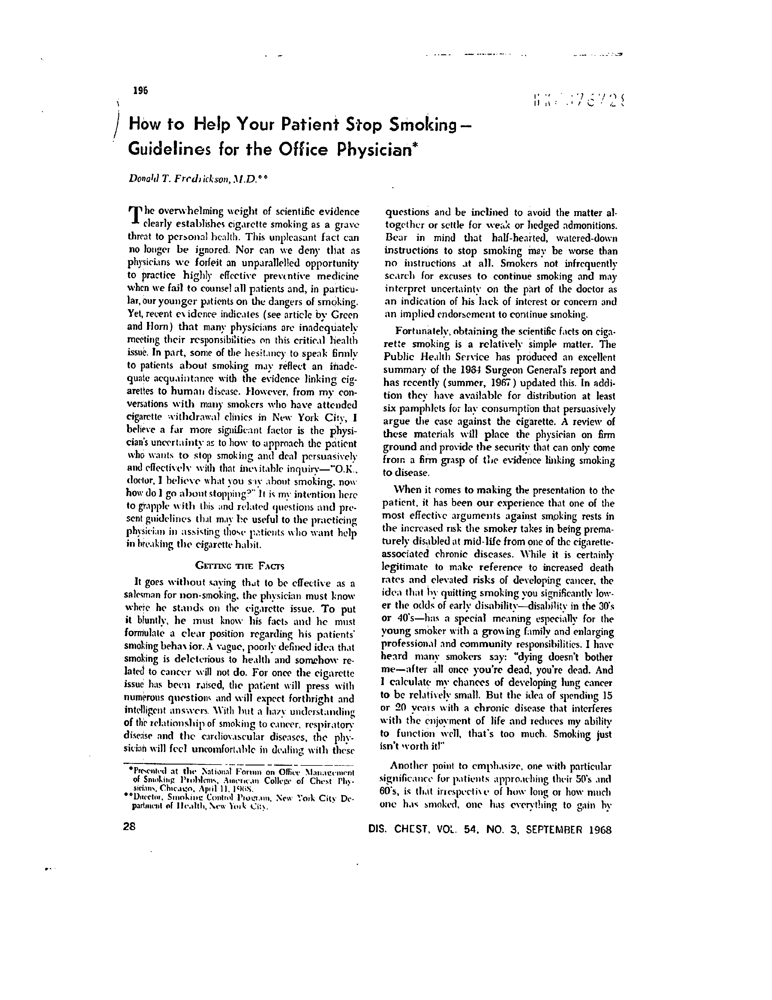 196
How to Help Your Patient Stop Smoking—
Guidelines for the Office Physician*
Donald T. Fredrickson, M.D.**
The overwhelming weight of scientific evidence
clearly establishes cigarette smoking as a grave
threat to personal health. This unpleasant fact can
no longer be ignored. Nor can we deny that as
physicians we forfeit an unparallelled opportunity
to practice highly effective preventive medicine
when we fail to counsel all patients and, in particu-
lar, our younger patients on the dangers of smoking.
Yet, recent evidence indicates (see article by Green
and Horn) that many physicians are inadequately
meeting their responsibilities on this critical health
issue. In part, some of the hesitancy to speak firmly
to patients about smoking may reflect an inade-
quate acquaintance with the evidence linking cig-
arettes to human disease. However, from my con-
versations with many smokers who have attended
cigarette withdrawal clinics in New York City, I
believe a far more significant factor is the physi-
cian's uncertainty as to how to approach the patient
who wants to stop smoking and deal persuasively
and effectively with that inevitable inquiry—"O.K.,
doctor, I believe what you say about smoking, now
how do I go about stopping?" It is my intention here
to grapple with this and related questions and pre-
sent guidelines that may be useful to the practicing
physician in assisting those patients who want help
in breaking the cigarette habit.
GETTING THE FACTS
It goes without saying that to be effective as a
salesman for non-smoking, the physician must know
where he stands on the cigarette issue. To put
it bluntly, he must know his facts and he must
formulate a clear position regarding his patients'
smoking behavior. A vague, poorly defined idea that
smoking is deleterious to health and somehow re-
lated to cancer will not do. For once the cigarette
issue has been raised, the patient will press with
numerous questions and will expect forthright and
intelligent answers. With but a hazy understanding
of the relationship of smoking to cancer, respiratory
disease and the cardiovascular diseases, the phy-
sician will feel uncomfortable in dealing with these
*Presented at the National Forum on Office Management
of Smoking Problems, American College of Chest Phy-
sicians, Chicago, April 11, 1968.
**Director, Smoking Control Program, New York City De-
partment of Health, New York City.
28
questions and be inclined to avoid the matter al-
together or settle for weak or hedged admonitions.
Bear in mind that half-hearted, watered-down
instructions to stop smoking may be worse than
no instructions at all. Smokers not infrequently
search for excuses to continue smoking and may
interpret uncertainty on the part of the doctor as
an indication of his lack of interest or concern and
an implied endorsement to continue smoking.
Fortunately, obtaining the scientific facts on ciga-
rette smoking is a relatively simple matter. The
Public Health Service has produced an excellent
summary of the 1964 Surgeon General's report and
has recently (summer, 1967) updated this. In addi-
tion they have available for distribution at least
six pamphlets for lay consumption that persuasively
argue the case against the cigarette. A review of
these materials will place the physician on firm
ground and provide the security that can only come
from a firm grasp of the evidence linking smoking
to disease.
When it comes to making the presentation to the
patient, it has been our experience that one of the
most effective arguments against smoking rests in
the increased risk the smoker takes in being prema-
turely disabled at mid-life from one of the cigarette-
associated chronic diseases. While it is certainly
legitimate to make reference to increased death
rates and elevated risks of developing cancer, the
idea that by quitting smoking you significantly low-
er the odds of early disability—disability in the 30's
or 40's—has a special meaning especially for the
young smoker with a growing family and enlarging
professional and community responsibilities. I have
heard many smokers say: "dying doesn't bother
me—after all once you're dead, you're dead. And
I calculate my chances of developing lung cancer
to be relatively small. But the idea of spending 15
or 20 years with a chronic disease that interferes
with the enjoyment of life and reduces my ability
to function well, that's too much. Smoking just
isn't worth it!"
Another point to emphasize, one with particular
significance for patients approaching their 50's and
60's, is that irrespective of how long or how much
one has smoked, one has everything to gain by
DIS. CHEST, VOL. 54, NO. 3, SEPTEMBER 1968